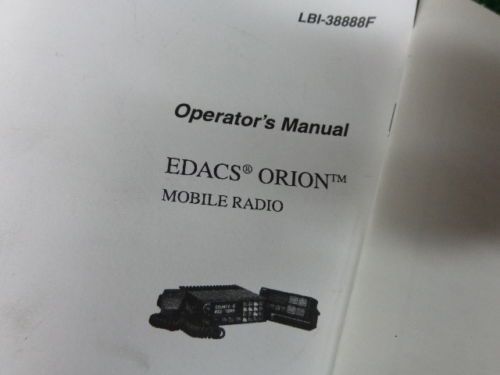 LBI-38888F
Operator's Manual
EDACS® ORION™
MOBILE RADIO